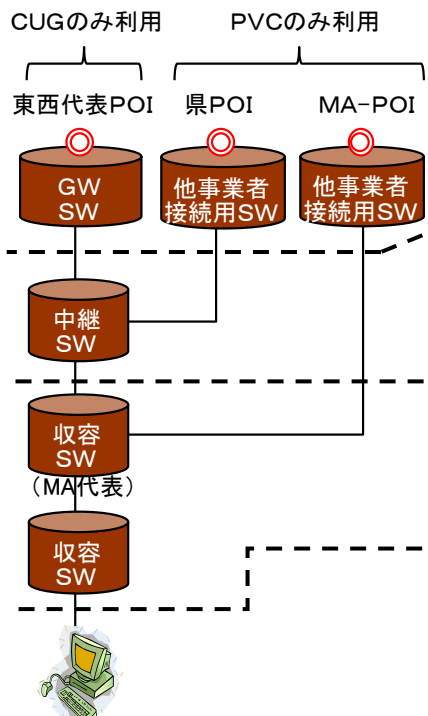 CUGのみ利用
PVCのみ利用
東西代表POI
県POI
MA-POI
GW
SW
他事業者
接続用SW
他事業者
接続用SW
中継
SW
収容
SW
（MA代表）
収容
SW